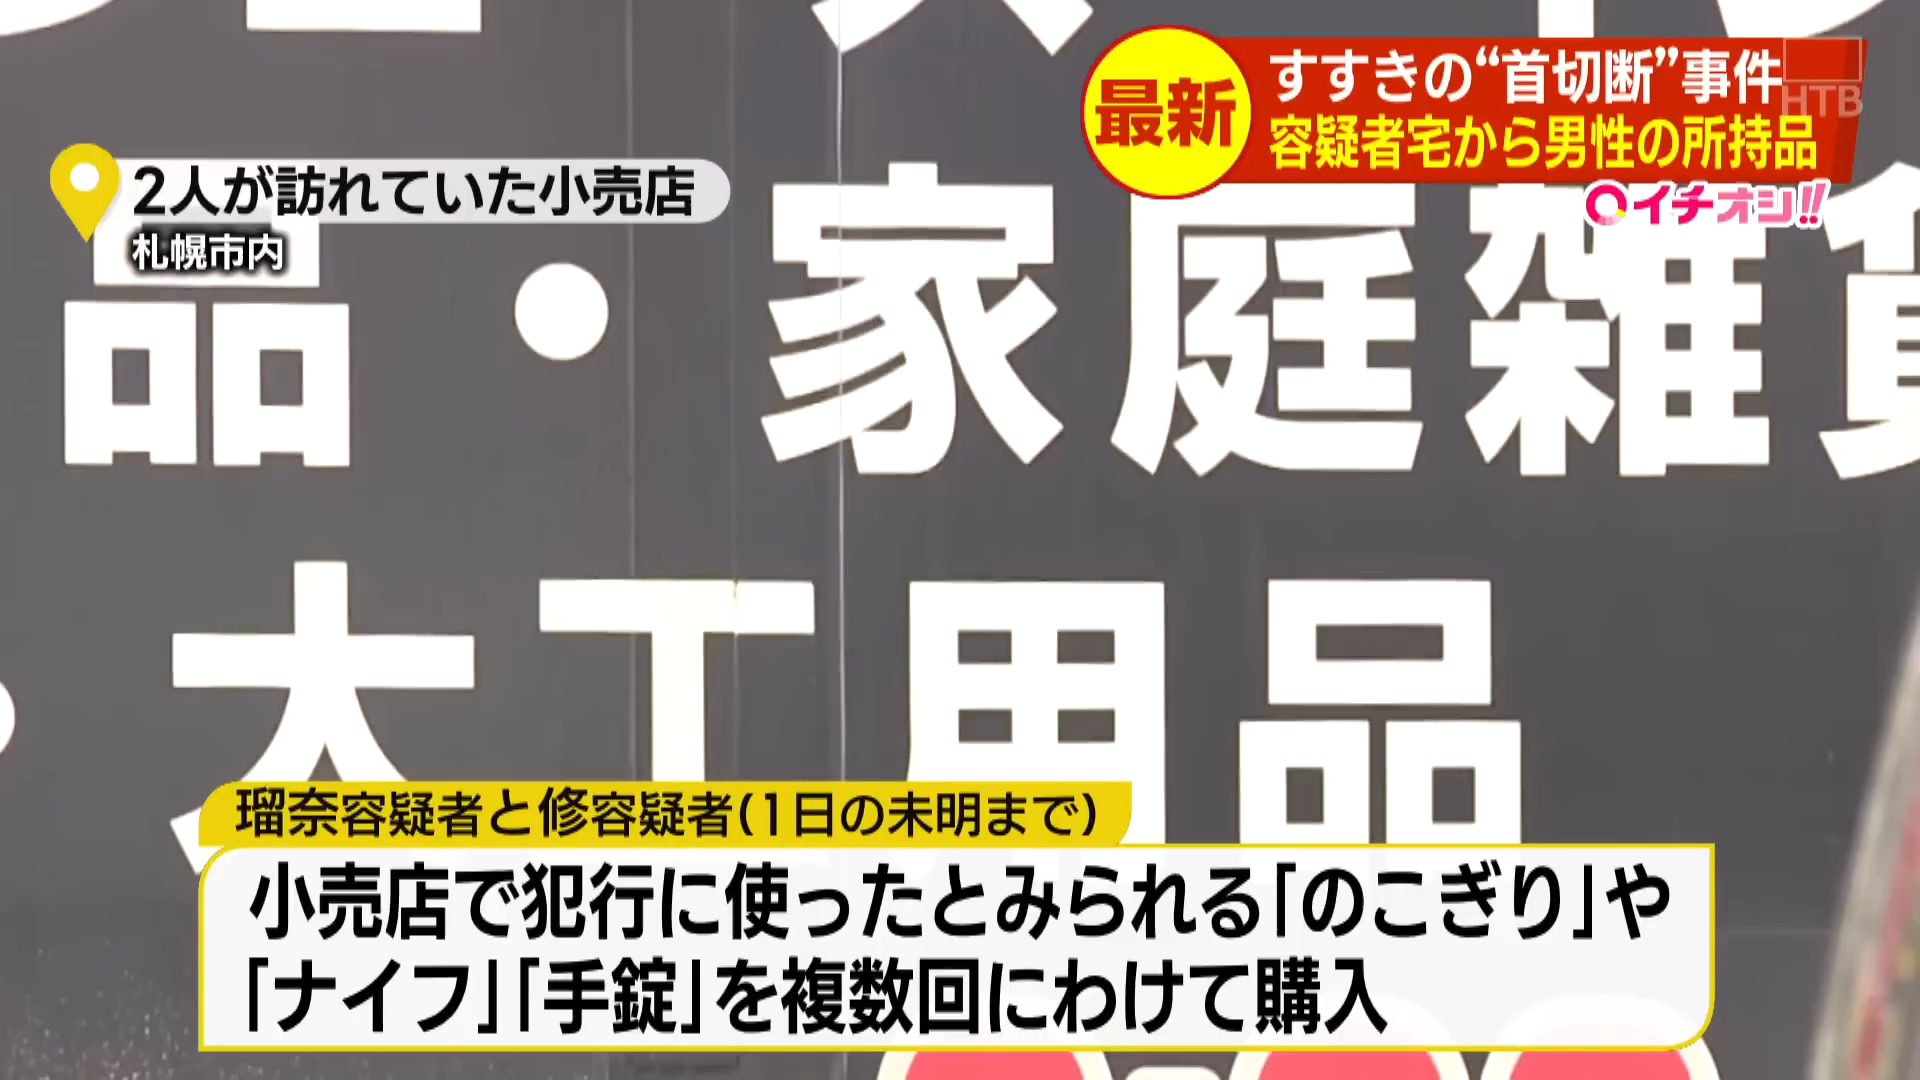 最新
すすきの“首切断”事件
容疑者宅から男性の所持品
HTB
イチオシ!!
2人が訪れていた小売店
札幌市内
品・家庭雑貨
大工用品
瑠奈容疑者と修容疑者(1日の未明まで)
小売店で犯行に使ったとみられる「のこぎり」や
「ナイフ」「手錠」を複数回にわけて購入